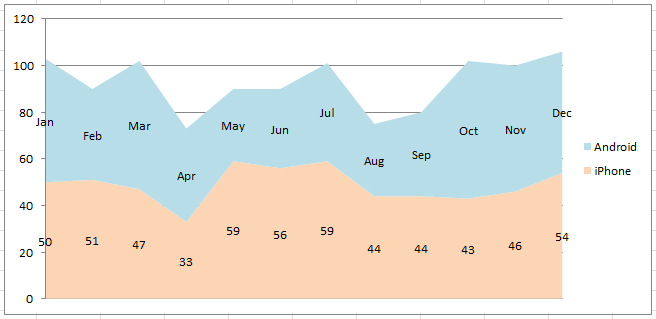 120
100
80
60
40
20
0
Jan
Feb
Mar
Apr
May
Jun
Jul
Aug
Sep
Oct
Nov
Dec
50
51
47
33
59
56
59
44
44
43
46
54
Android
iPhone